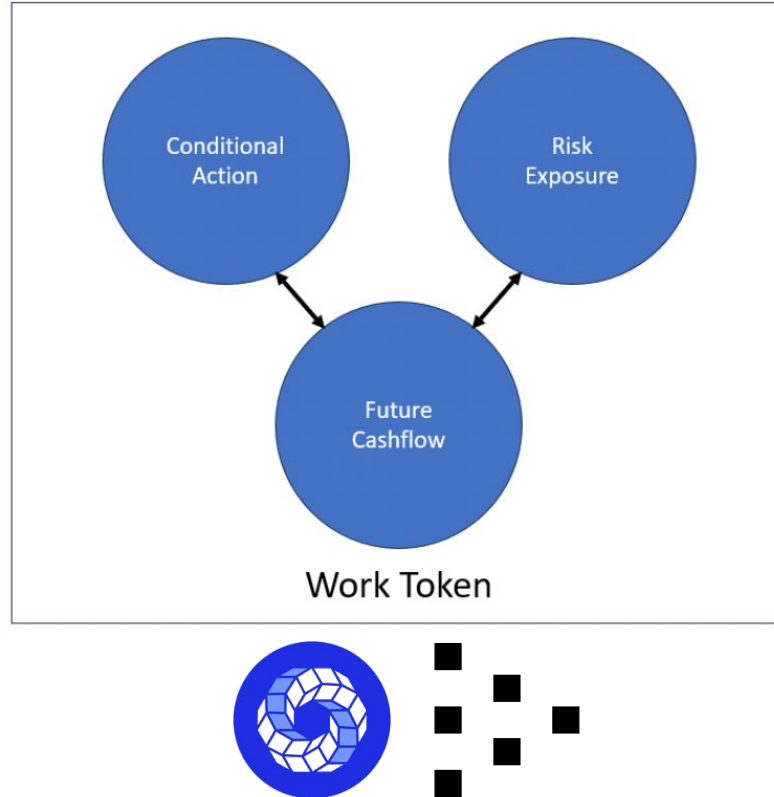 Conditional
Action
Risk
Exposure
Future
Cashflow
Work Token